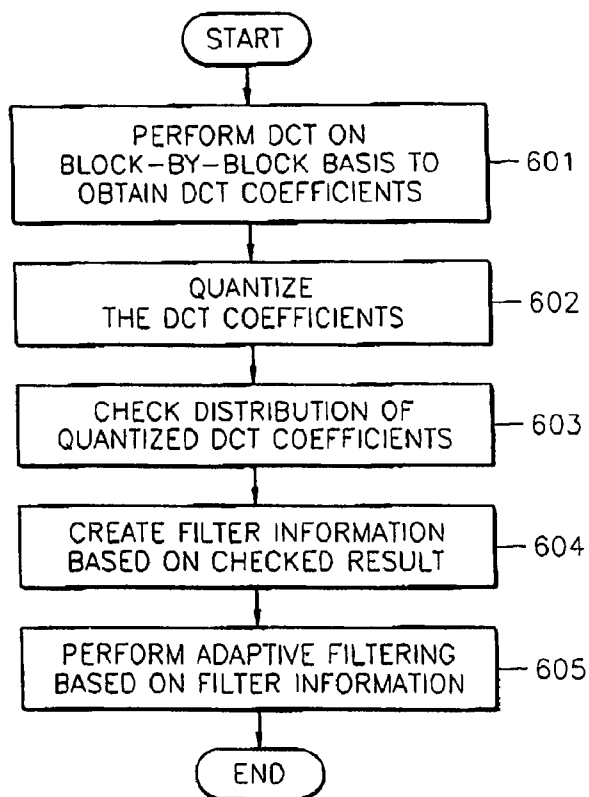 START
PERFORM DCT ON
BLOCK-BY-BLOCK BASIS TO
OBTAIN DCT COEFFICIENTS
601
QUANTIZE
THE DCT COEFFICIENTS
602
CHECK DISTRIBUTION OF
QUANTIZED DCT COEFFICIENTS
603
CREATE FILTER INFORMATION
BASED ON CHECKED RESULT
604
PERFORM ADAPTIVE FILTERING
BASED ON FILTER INFORMATION
605
END